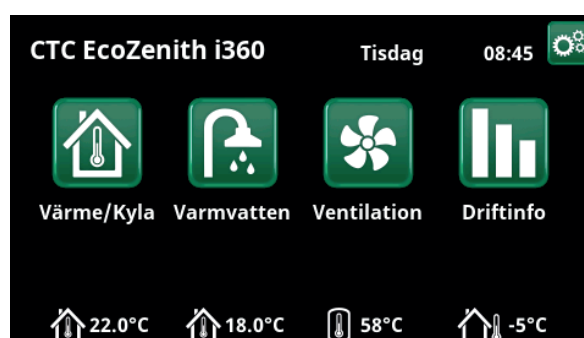 CTC EcoZenith i360 Tisdag 08:45
Värme/Kyla Varmvatten Ventilation Driftinfo
22.0°C 18.0°C 58°C -5°C